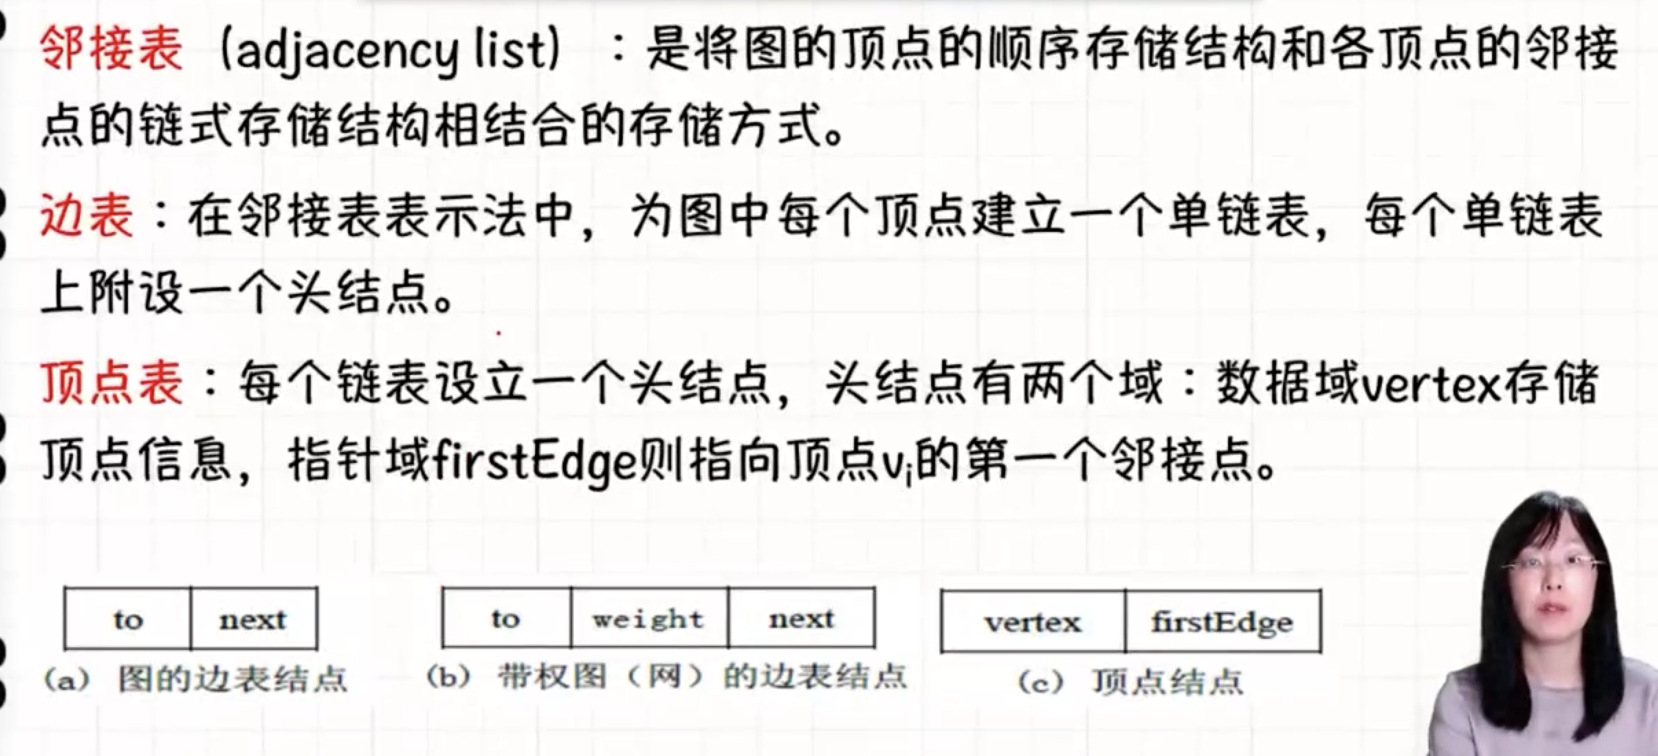 邻接表（adjacency list）：是将图的顶点的顺序存储结构和各顶点的邻接
点的链式存储结构相结合的存储方式。
边表：在邻接表表示法中，为图中每个顶点建立一个单链表，每个单链表
上附设一个头结点。
顶点表：每个链表设立一个头结点，头结点有两个域：数据域vertex存储
顶点信息，指针域firstEdge则指向顶点vi的第一个邻接点。
to next
to weight next
vertex firstEdge
（a）图的边表结点
（b）带权图（网）的边表结点
（c）顶点结点